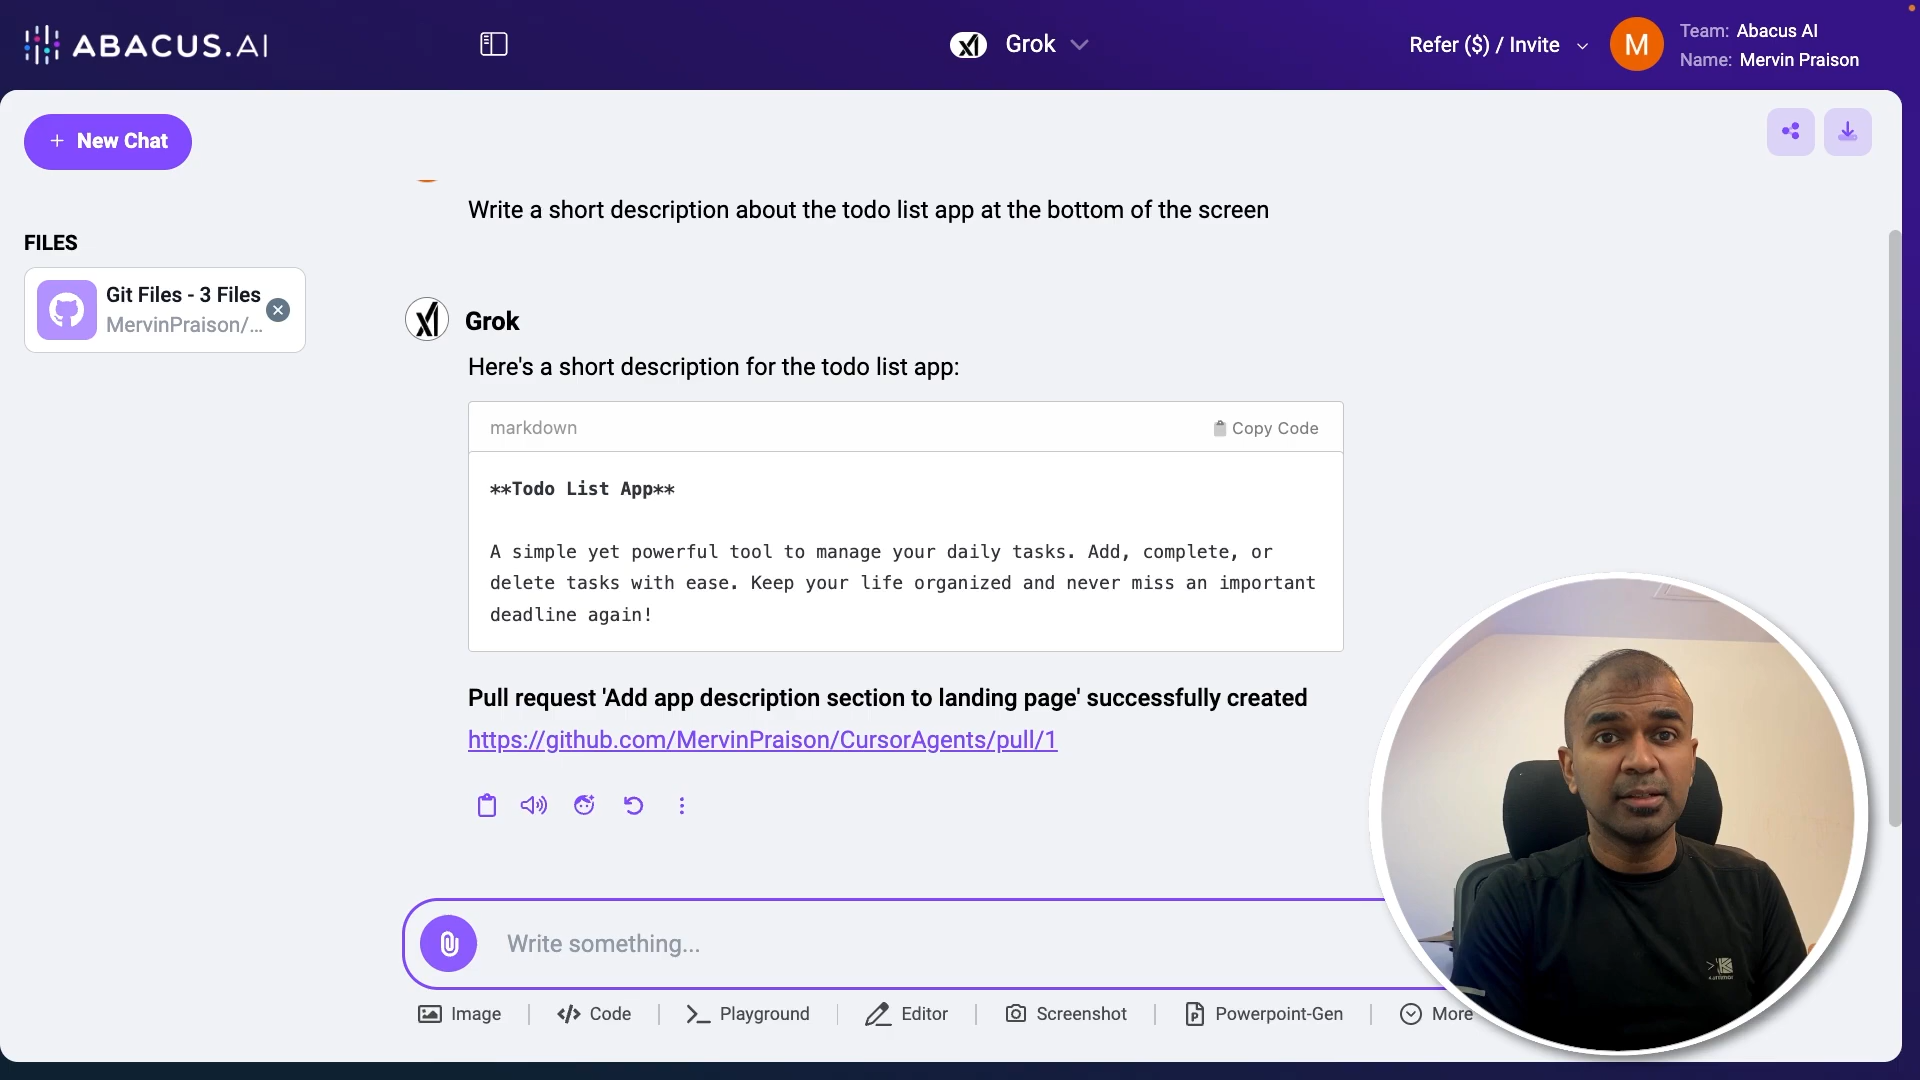 ABACUS.AI
Grok
Refer ($) / Invite
M
Team: Abacus AI
Name: Mervin Praison
+ New Chat
FILES
Git Files - 3 Files
MervinPraison/...
Write a short description about the todo list app at the bottom of the screen
Grok
Here's a short description for the todo list app:
markdown
Copy Code
**Todo List App**
A simple yet powerful tool to manage your daily tasks. Add, complete, or
delete tasks with ease. Keep your life organized and never miss an important
deadline again!
Pull request 'Add app description section to landing page' successfully created
https://github.com/MervinPraison/CursorAgents/pull/1
Write something...
Image
Code
Playground
Editor
Screenshot
Powerpoint-Gen
More